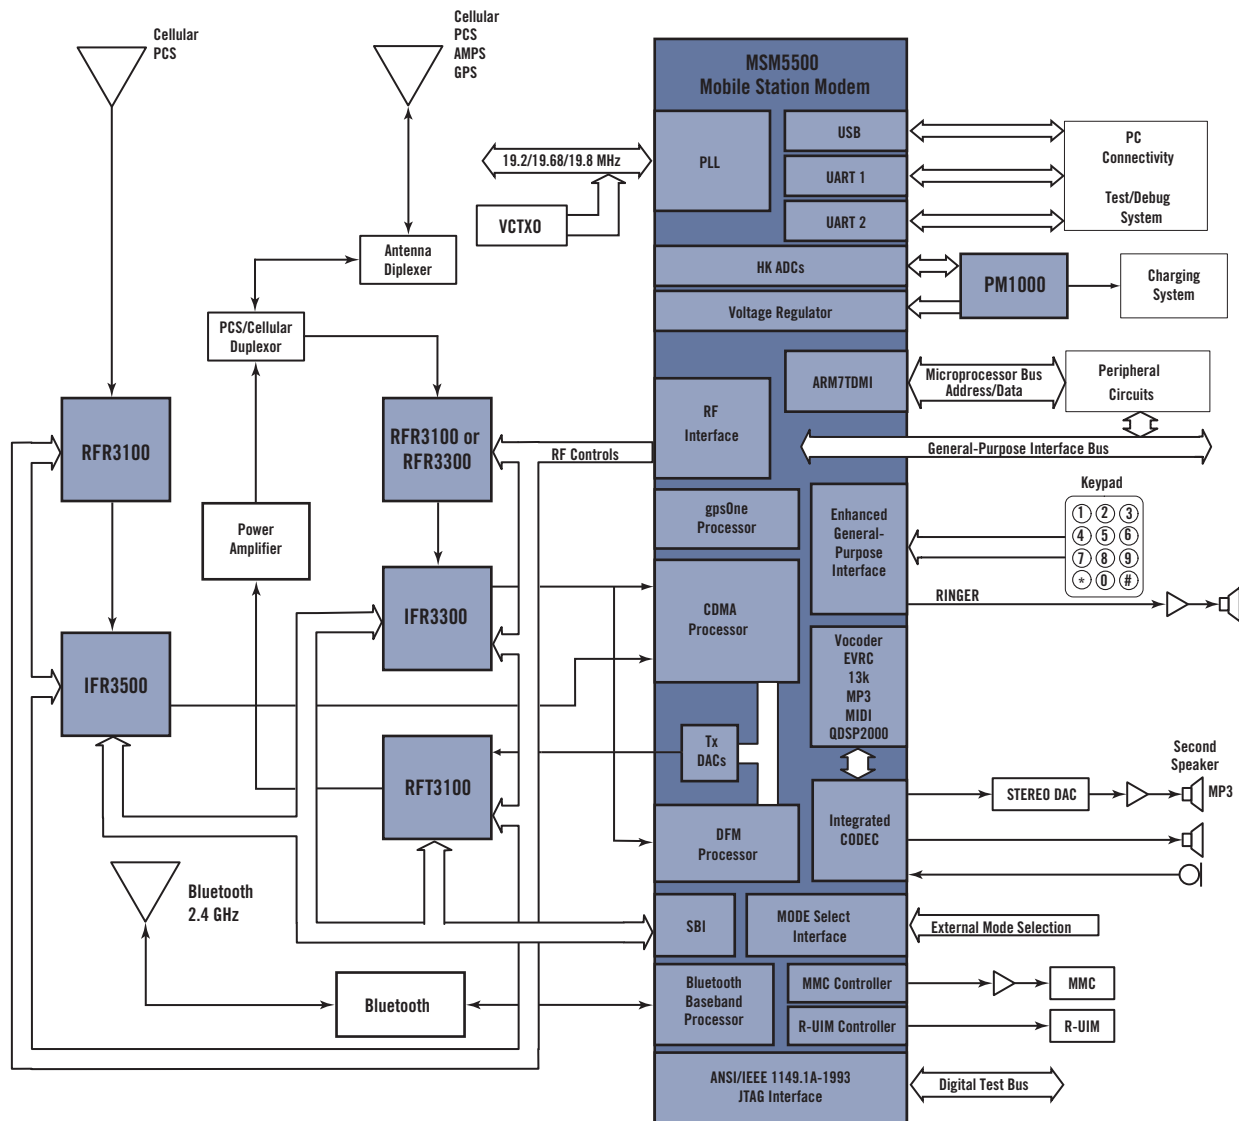 Cellular
PCS
Cellular
PCS
AMPS
GPS
MSM5500
Mobile Station Modem
PLL
USB
UART 1
UART 2
PC
Connectivity
Test/Debug
System
19.2/19.68/19.8 MHz
VCTXO
Antenna
Diplexer
HK ADCs
Voltage Regulator
PM1000
Charging
System
PCS/Cellular
Duplexor
ARM7TDMI
Microprocessor Bus
Address/Data
Peripheral
Circuits
RFR3100
RFR3100 or
RFR3300
RF Controls
RF
Interface
General-Purpose Interface Bus
Keypad
1 2 3
4 5 6
7 8 9
* 0 #
Power
Amplifier
gpsOne
Processor
Enhanced
General-
Purpose
Interface
RINGER
IFR3300
CDMA
Processor
IFR3500
Vocoder
EVRC
13k
MP3
MIDI
QDSP2000
Tx
DACs
RFT3100
Second
Speaker
MP3
STEREO DAC
Integrated
CODEC
DFM
Processor
Bluetooth
2.4 GHz
SBI
MODE Select
Interface
External Mode Selection
Bluetooth
Bluetooth
Baseband
Processor
MMC Controller
MMC
R-UIM Controller
R-UIM
ANSI/IEEE 1149.1A-1993
JTAG Interface
Digital Test Bus